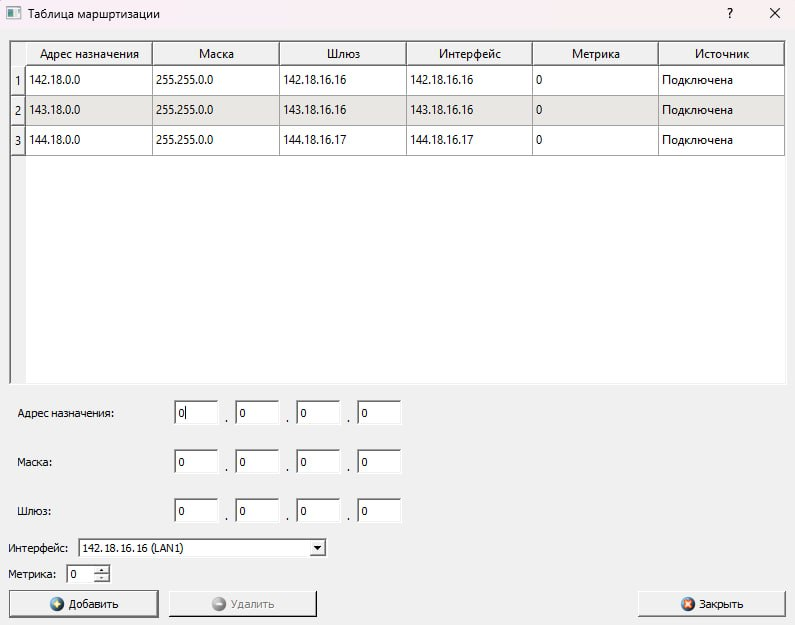 Таблица маршртизации
?
Адрес назначения Маска Шлюз Интерфейс Метрика Источник
1 142.18.0.0 255.255.0.0 142.18.16.16 142.18.16.16 0 Подключена
2 143.18.0.0 255.255.0.0 143.18.16.16 143.18.16.16 0 Подключена
3 144.18.0.0 255.255.0.0 144.18.16.17 144.18.16.17 0 Подключена
Адрес назначения: 0 . 0 . 0 . 0
Маска: 0 . 0 . 0 . 0
Шлюз: 0 . 0 . 0 . 0
Интерфейс: 142.18.16.16 (LAN1)
Метрика: 0
Добавить Удалить Закрыть